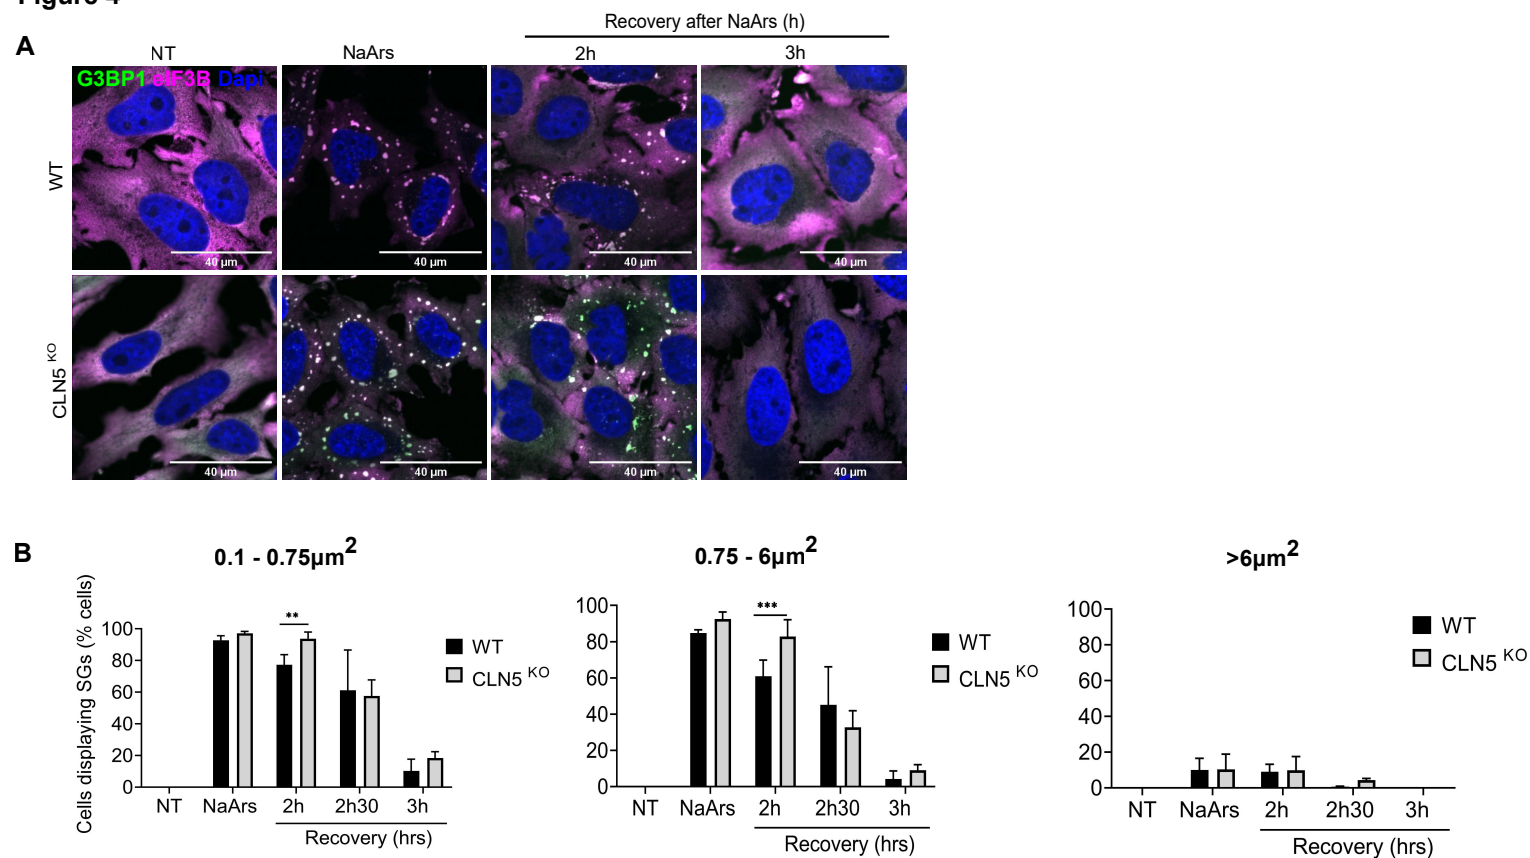 Figure 4
Recovery after NaArs (h)
A
NT
NaArs
2h
3h
G3BP1 eIF3B Dapi
WT
40 µm
40 µm
40 µm
40 µm
CLN5 KO
40 µm
40 µm
40 µm
40 µm
B
0.1 - 0.75µm2
0.75 - 6µm2
>6µm2
Cells displaying SGs (% cells)
100
80
60
40
20
0
**
NT
NaArs
2h
2h30
3h
Recovery (hrs)
WT
CLN5 KO
100
80
60
40
20
0
***
NT
NaArs
2h
2h30
3h
Recovery (hrs)
WT
CLN5 KO
100
80
60
40
20
0
NT
NaArs
2h
2h30
3h
Recovery (hrs)
WT
CLN5 KO